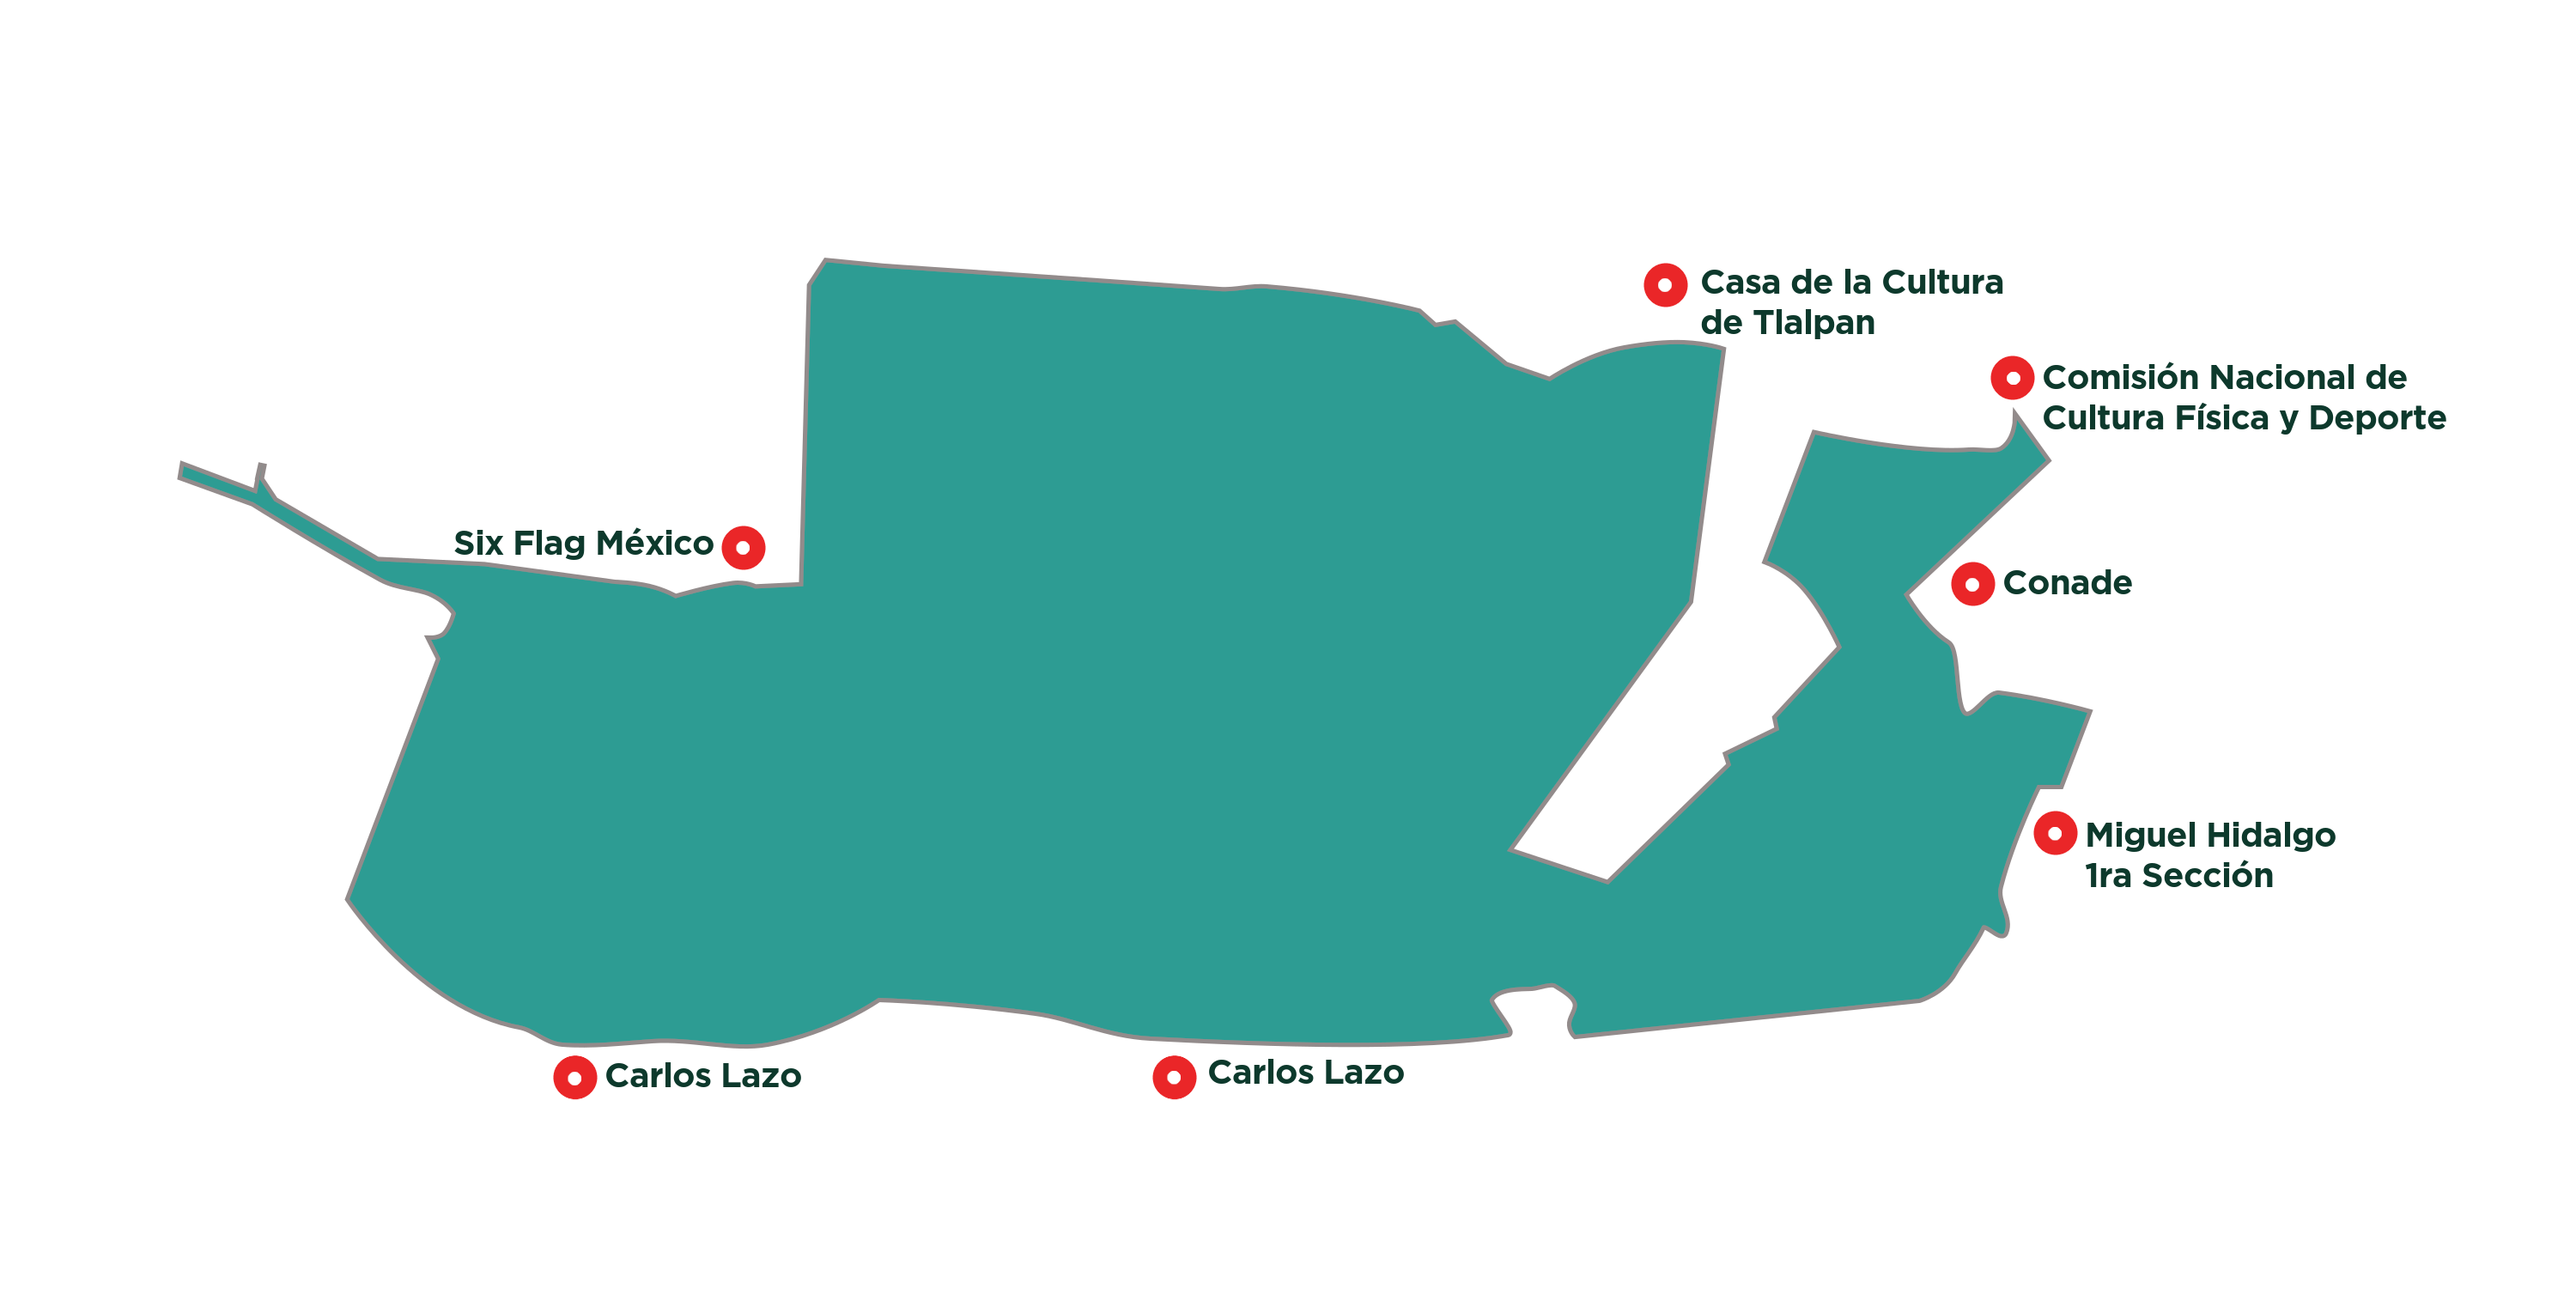 Casa de la Cultura
de Tlalpan
Comisión Nacional de
Cultura Física y Deporte
Six Flag México
Conade
Miguel Hidalgo
1ra Sección
Carlos Lazo
Carlos Lazo